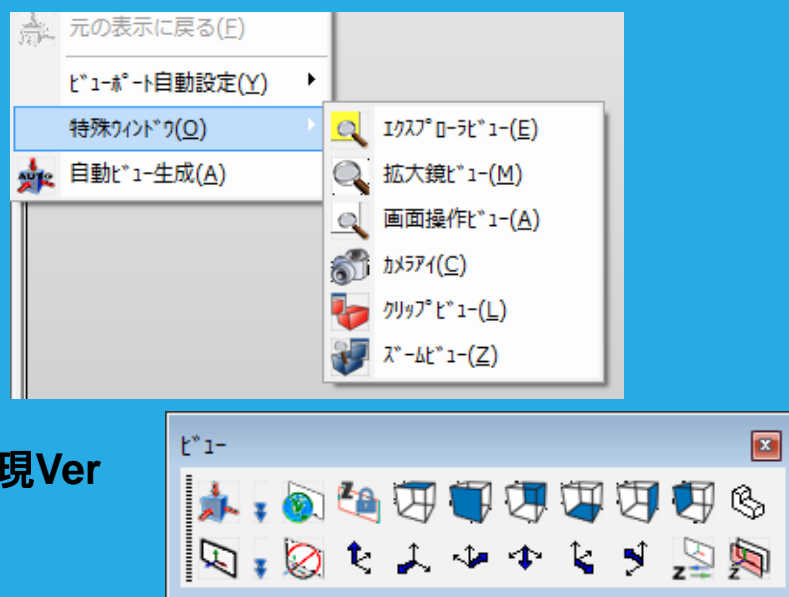 元の表示に戻る(F)
ﾋﾞｭｰﾎﾟｰﾄ自動設定(Y)
特殊ｳｨﾝﾄﾞｳ(O)
自動ﾋﾞｭｰ生成(A)
ｴｸｽﾌﾟﾛｰﾗﾋﾞｭｰ(E)
拡大鏡ﾋﾞｭｰ(M)
画面操作ﾋﾞｭｰ(A)
ｶﾒﾗｱｲ(C)
ｸﾘｯﾌﾟﾋﾞｭｰ(L)
ｽﾞｰﾑﾋﾞｭｰ(Z)
現Ver
ﾋﾞｭｰ
AUTO
Z
Z
Z